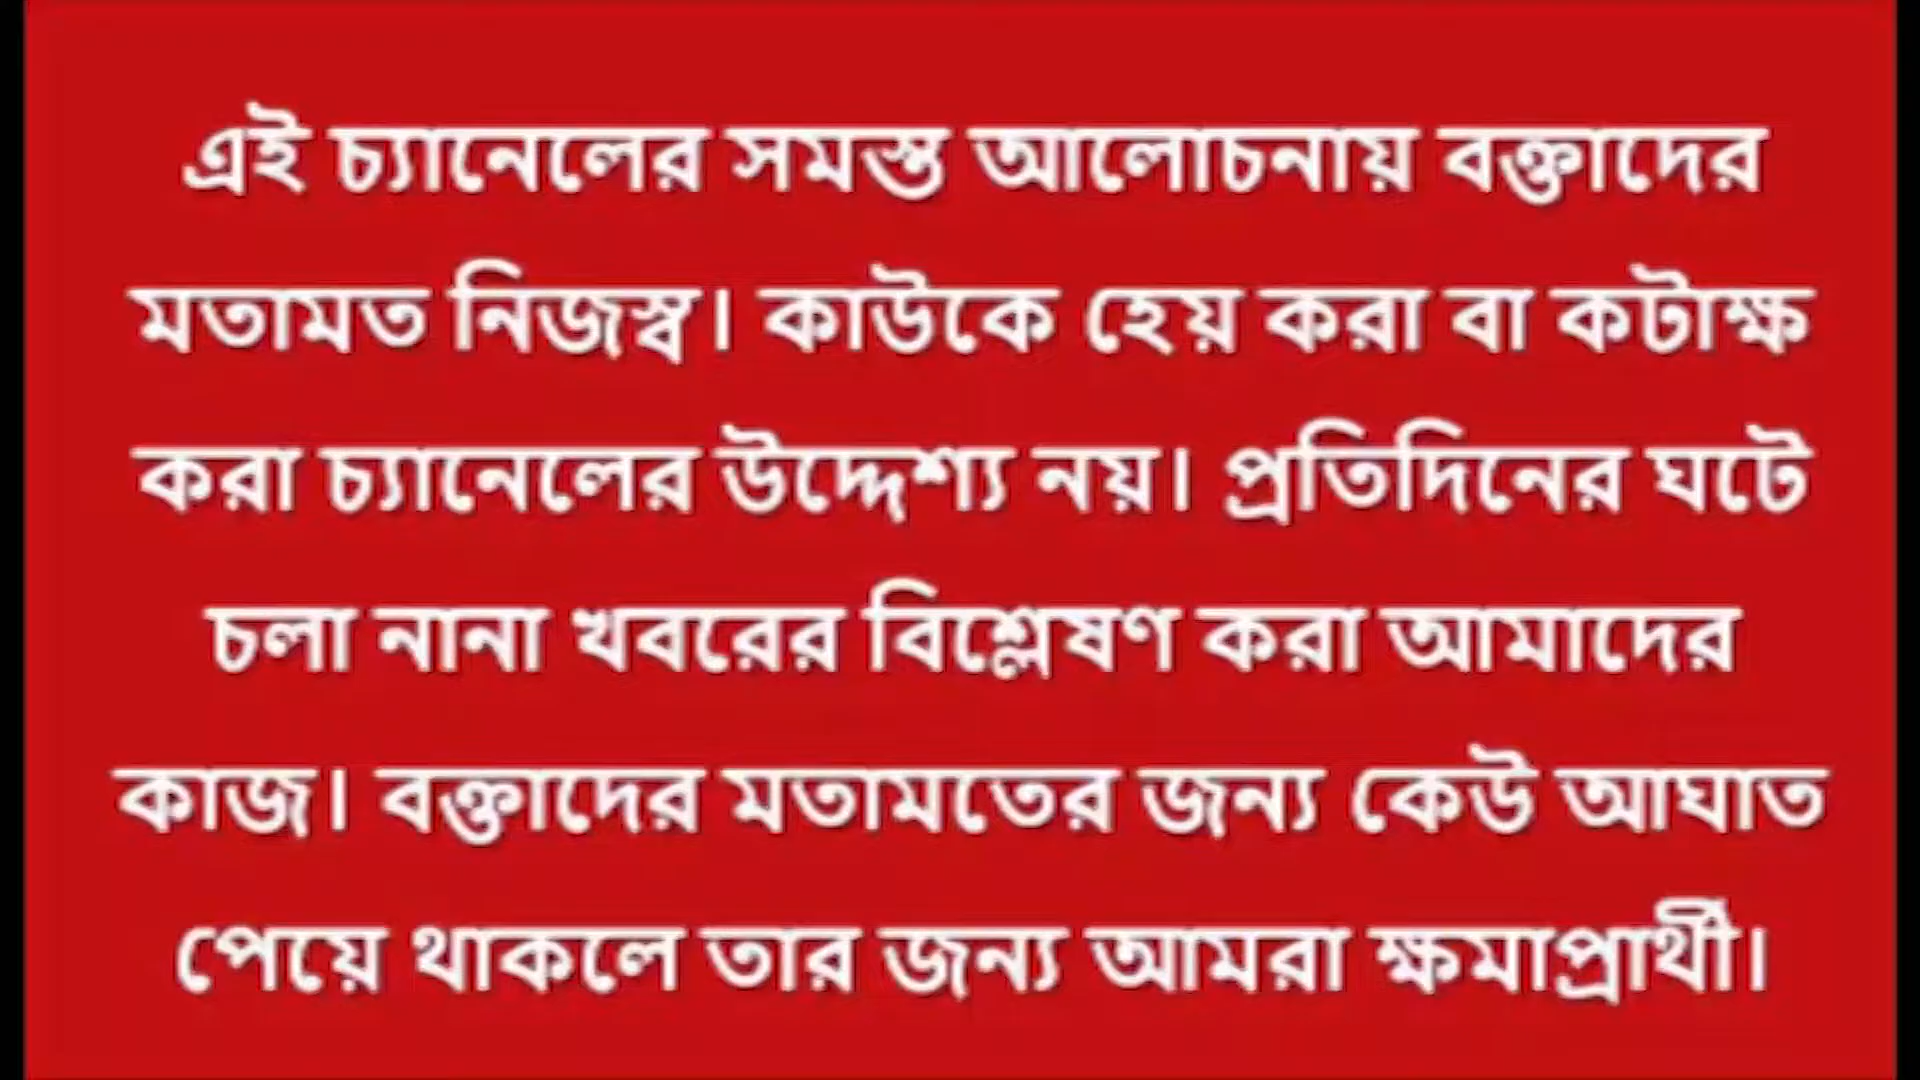 এই চ্যানেলের সমস্ত আলোচনায় বক্তাদের
মতামত নিজস্ব। কাউকে হেয় করা বা কটাক্ষ
করা চ্যানেলের উদ্দেশ্য নয়। প্রতিদিনের ঘটে
চলা নানা খবরের বিশ্লেষণ করা আমাদের
কাজ। বক্তাদের মতামতের জন্য কেউ আঘাত
পেয়ে থাকলে তার জন্য আমরা ক্ষমাপ্রার্থী।